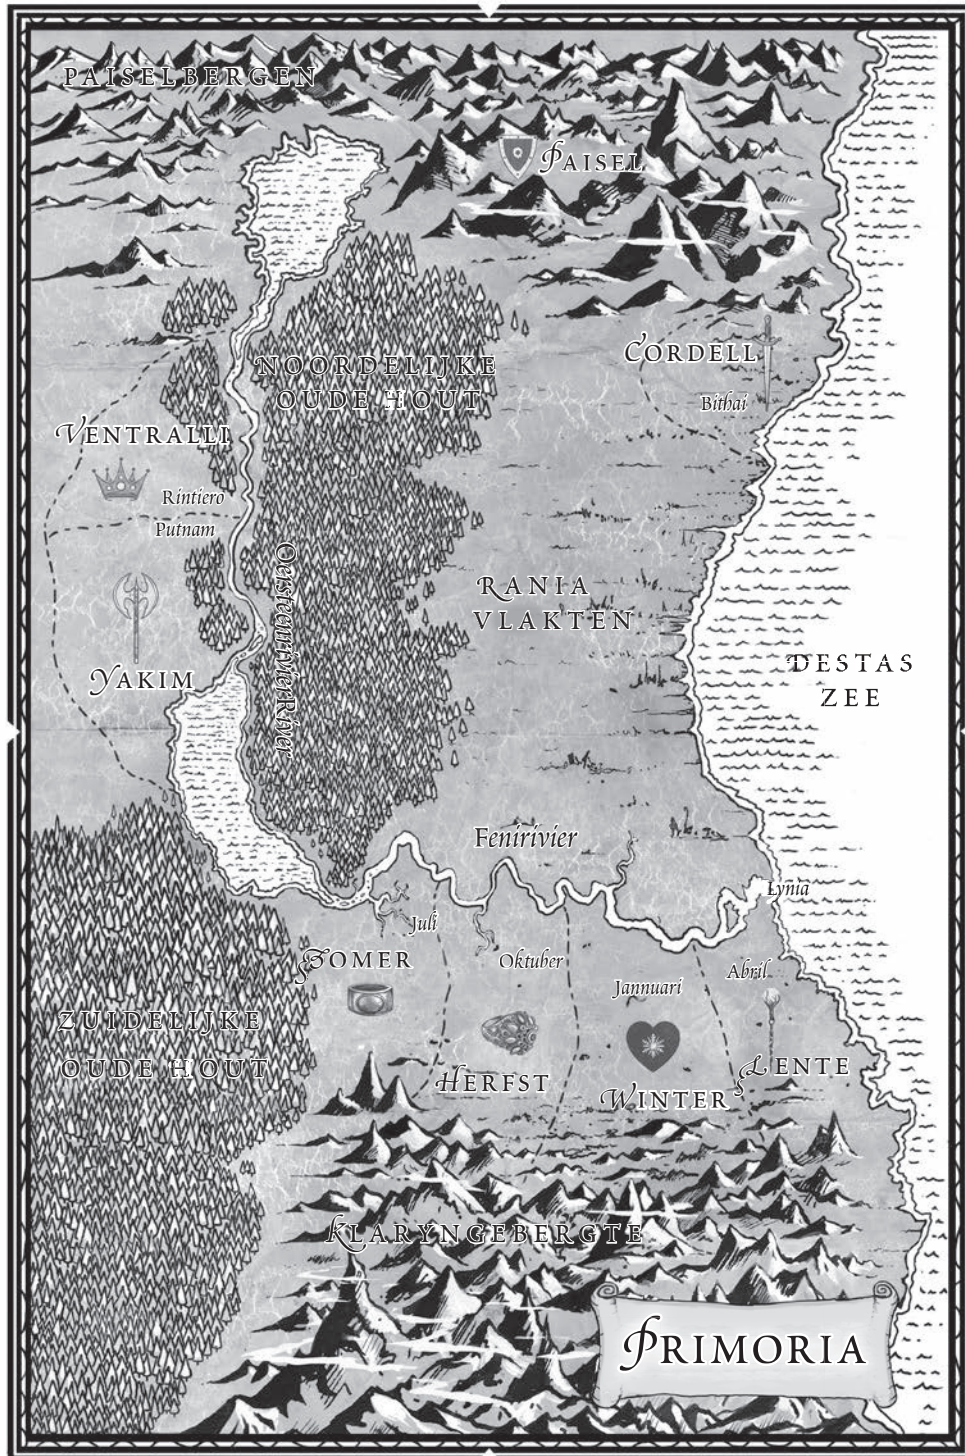 PAISELBERGEN
PAISEL
CORDELL
Bithai
NOORDELIJKE
OUDE HOUT
VENTRALLI
Rintiero
Putnam
YAKIM
RANIA
VLAKTEN
DESTAS
ZEE
Fenirivier
Lynia
Juli
SOMER
Oktuber
Jannuari
Abril
ZUIDELIJKE
OUDE HOUT
HERFST
WINTER
LENTE
KLARYNGEBERGTE
PRIMORIA